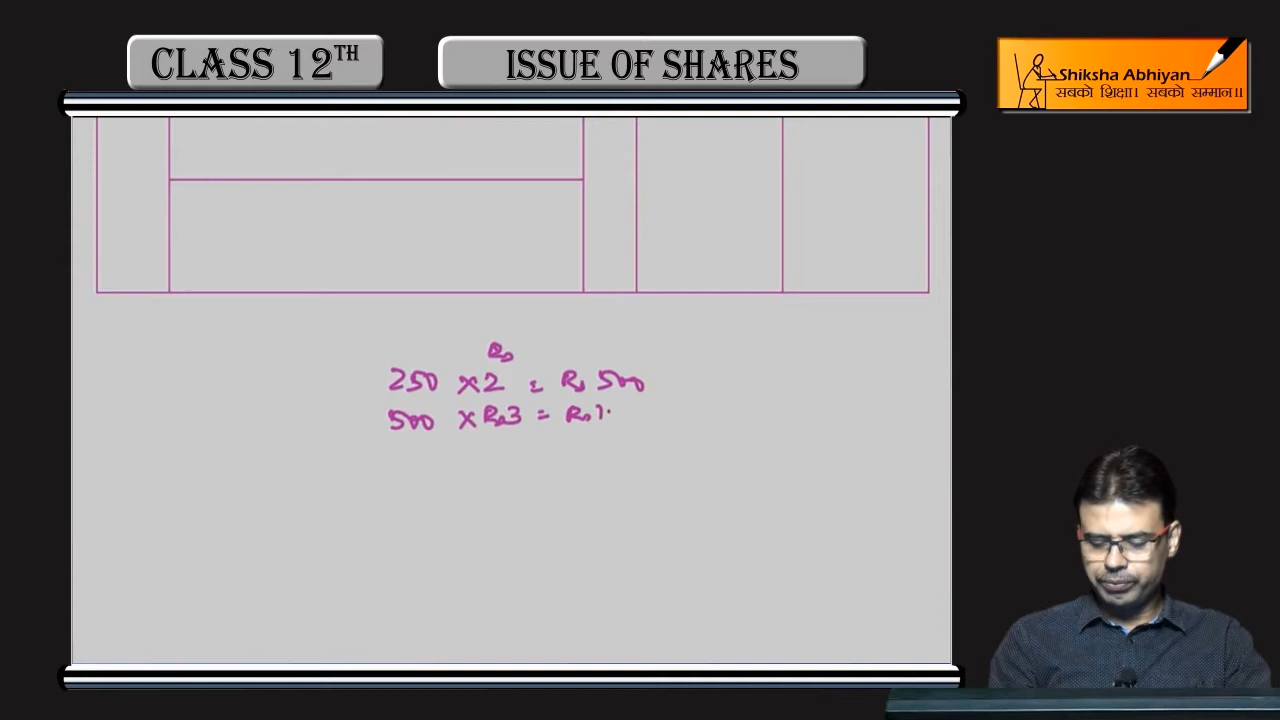 CLASS 12TH
ISSUE OF SHARES
Shiksha Abhiyan
सबको शिक्षा। सबको सम्मान॥
Rs
250 ×2 = Rs 500
500 × Rs 3 = Rs 1